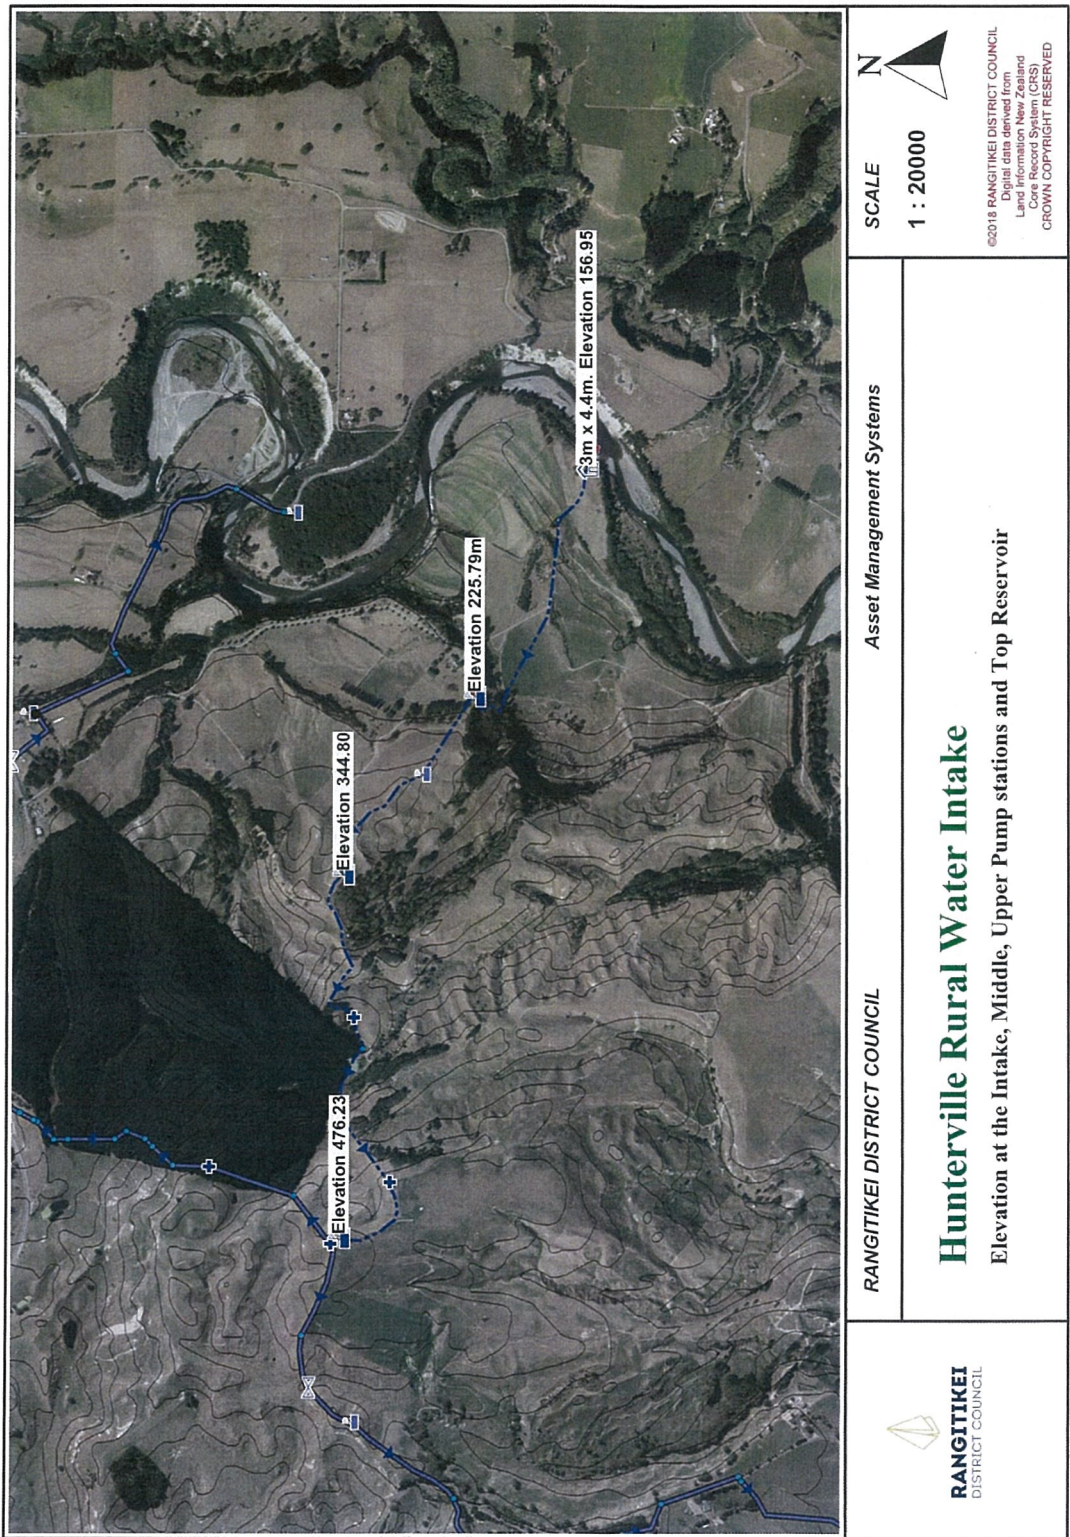 Elevation 476.23
Elevation 344.80
Elevation 225.79m
3m x 4.4m. Elevation 156.95
RANGITIKEI
DISTRICT COUNCIL
RANGITIKEI DISTRICT COUNCIL
Asset Management Systems
Hunterville Rural Water Intake
Elevation at the Intake, Middle, Upper Pump stations and Top Reservoir
SCALE
N
1 : 20000
©2018 RANGITIKEI DISTRICT COUNCIL
Digital data derived from
Land Information New Zealand
Core Record System (CRS)
CROWN COPYRIGHT RESERVED